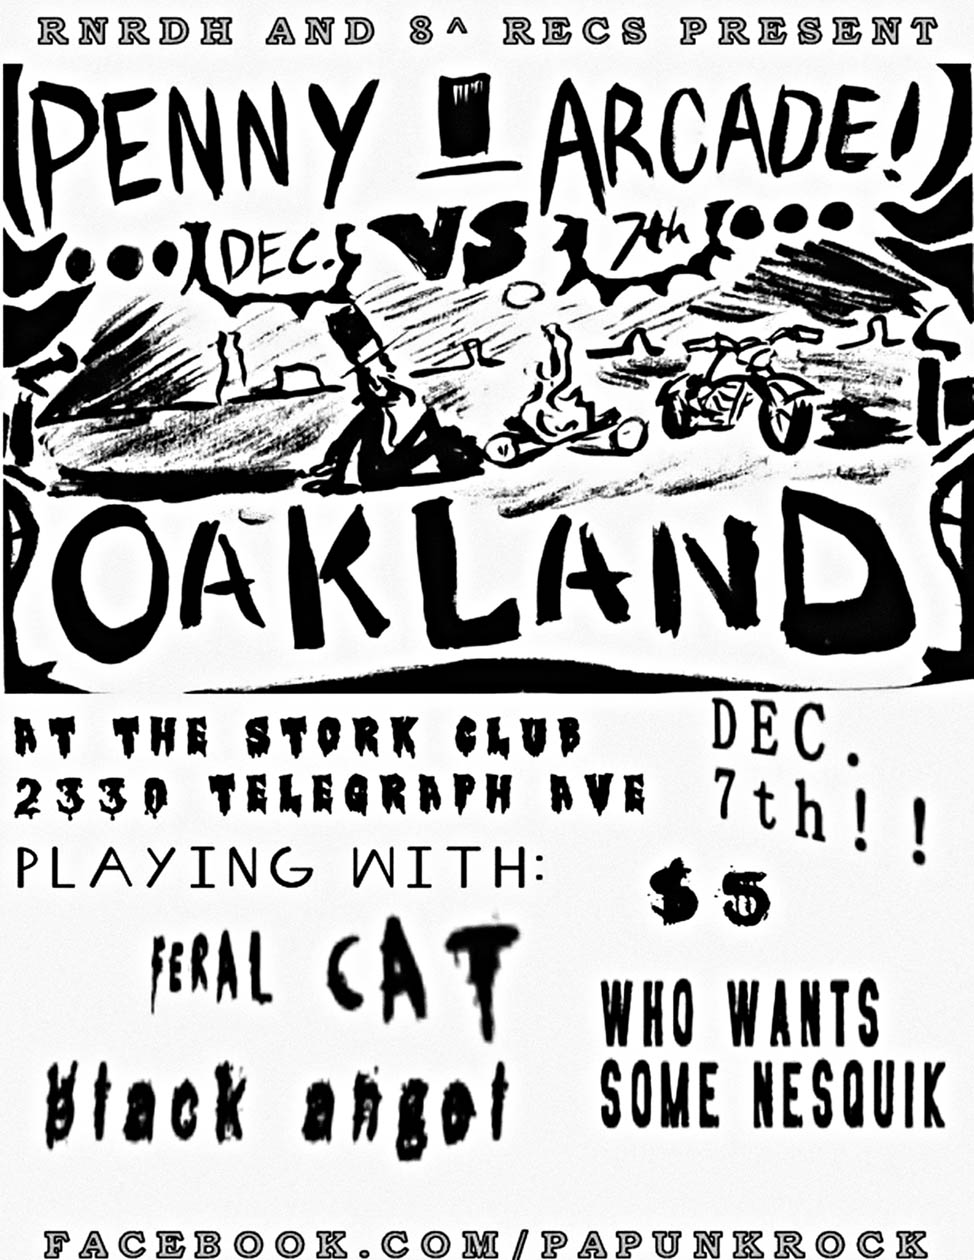 RNRDH AND 8^ RECS PRESENT
PENNY ARCADE!
DEC. VS 7th
OAKLAND
AT THE STORK CLUB
2330 TELEGRAPH AVE
DEC.
7th!!
PLAYING WITH:
$5
FERAL CAT
black angel
WHO WANTS
SOME NESQUIK
FACEBOOK.COM/PAPUNKROCK